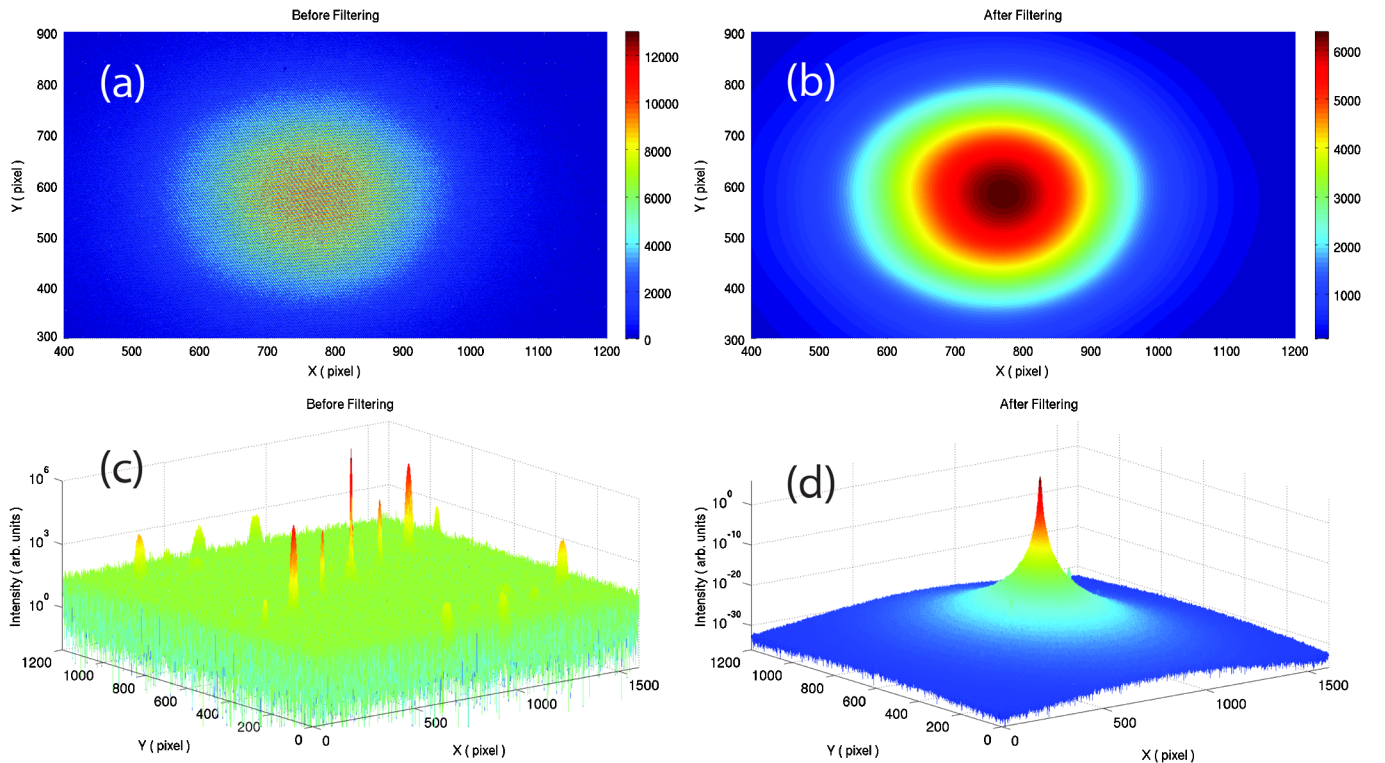 Before Filtering
(a)
900
800
700
600
500
400
300
Y ( pixel )
400 500 600 700 800 900 1000 1100 1200
X ( pixel )
12000
10000
8000
6000
4000
2000
0
After Filtering
(b)
900
800
700
600
500
400
300
Y ( pixel )
400 500 600 700 800 900 1000 1100 1200
X ( pixel )
6000
5000
4000
3000
2000
1000
Before Filtering
(c)
10^6
10^3
10^0
Intensity ( arb. units )
1200
1000
800
600
400
200
0
Y ( pixel )
0
500
1000
1500
X ( pixel )
After Filtering
(d)
10^0
10^-10
10^-20
10^-30
Intensity ( arb. units )
1200
1000
800
600
400
200
0
Y ( pixel )
0
500
1000
1500
X ( pixel )